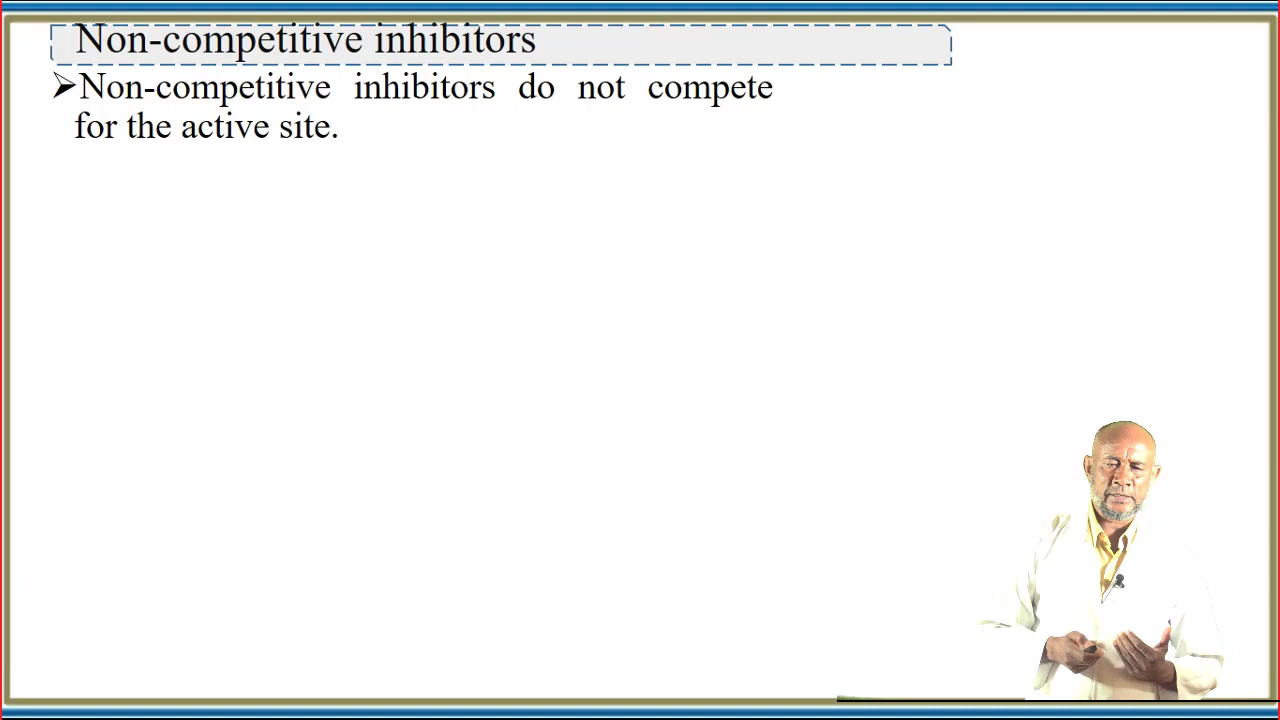 Non-competitive inhibitors
➢Non-competitive inhibitors do not compete
for the active site.